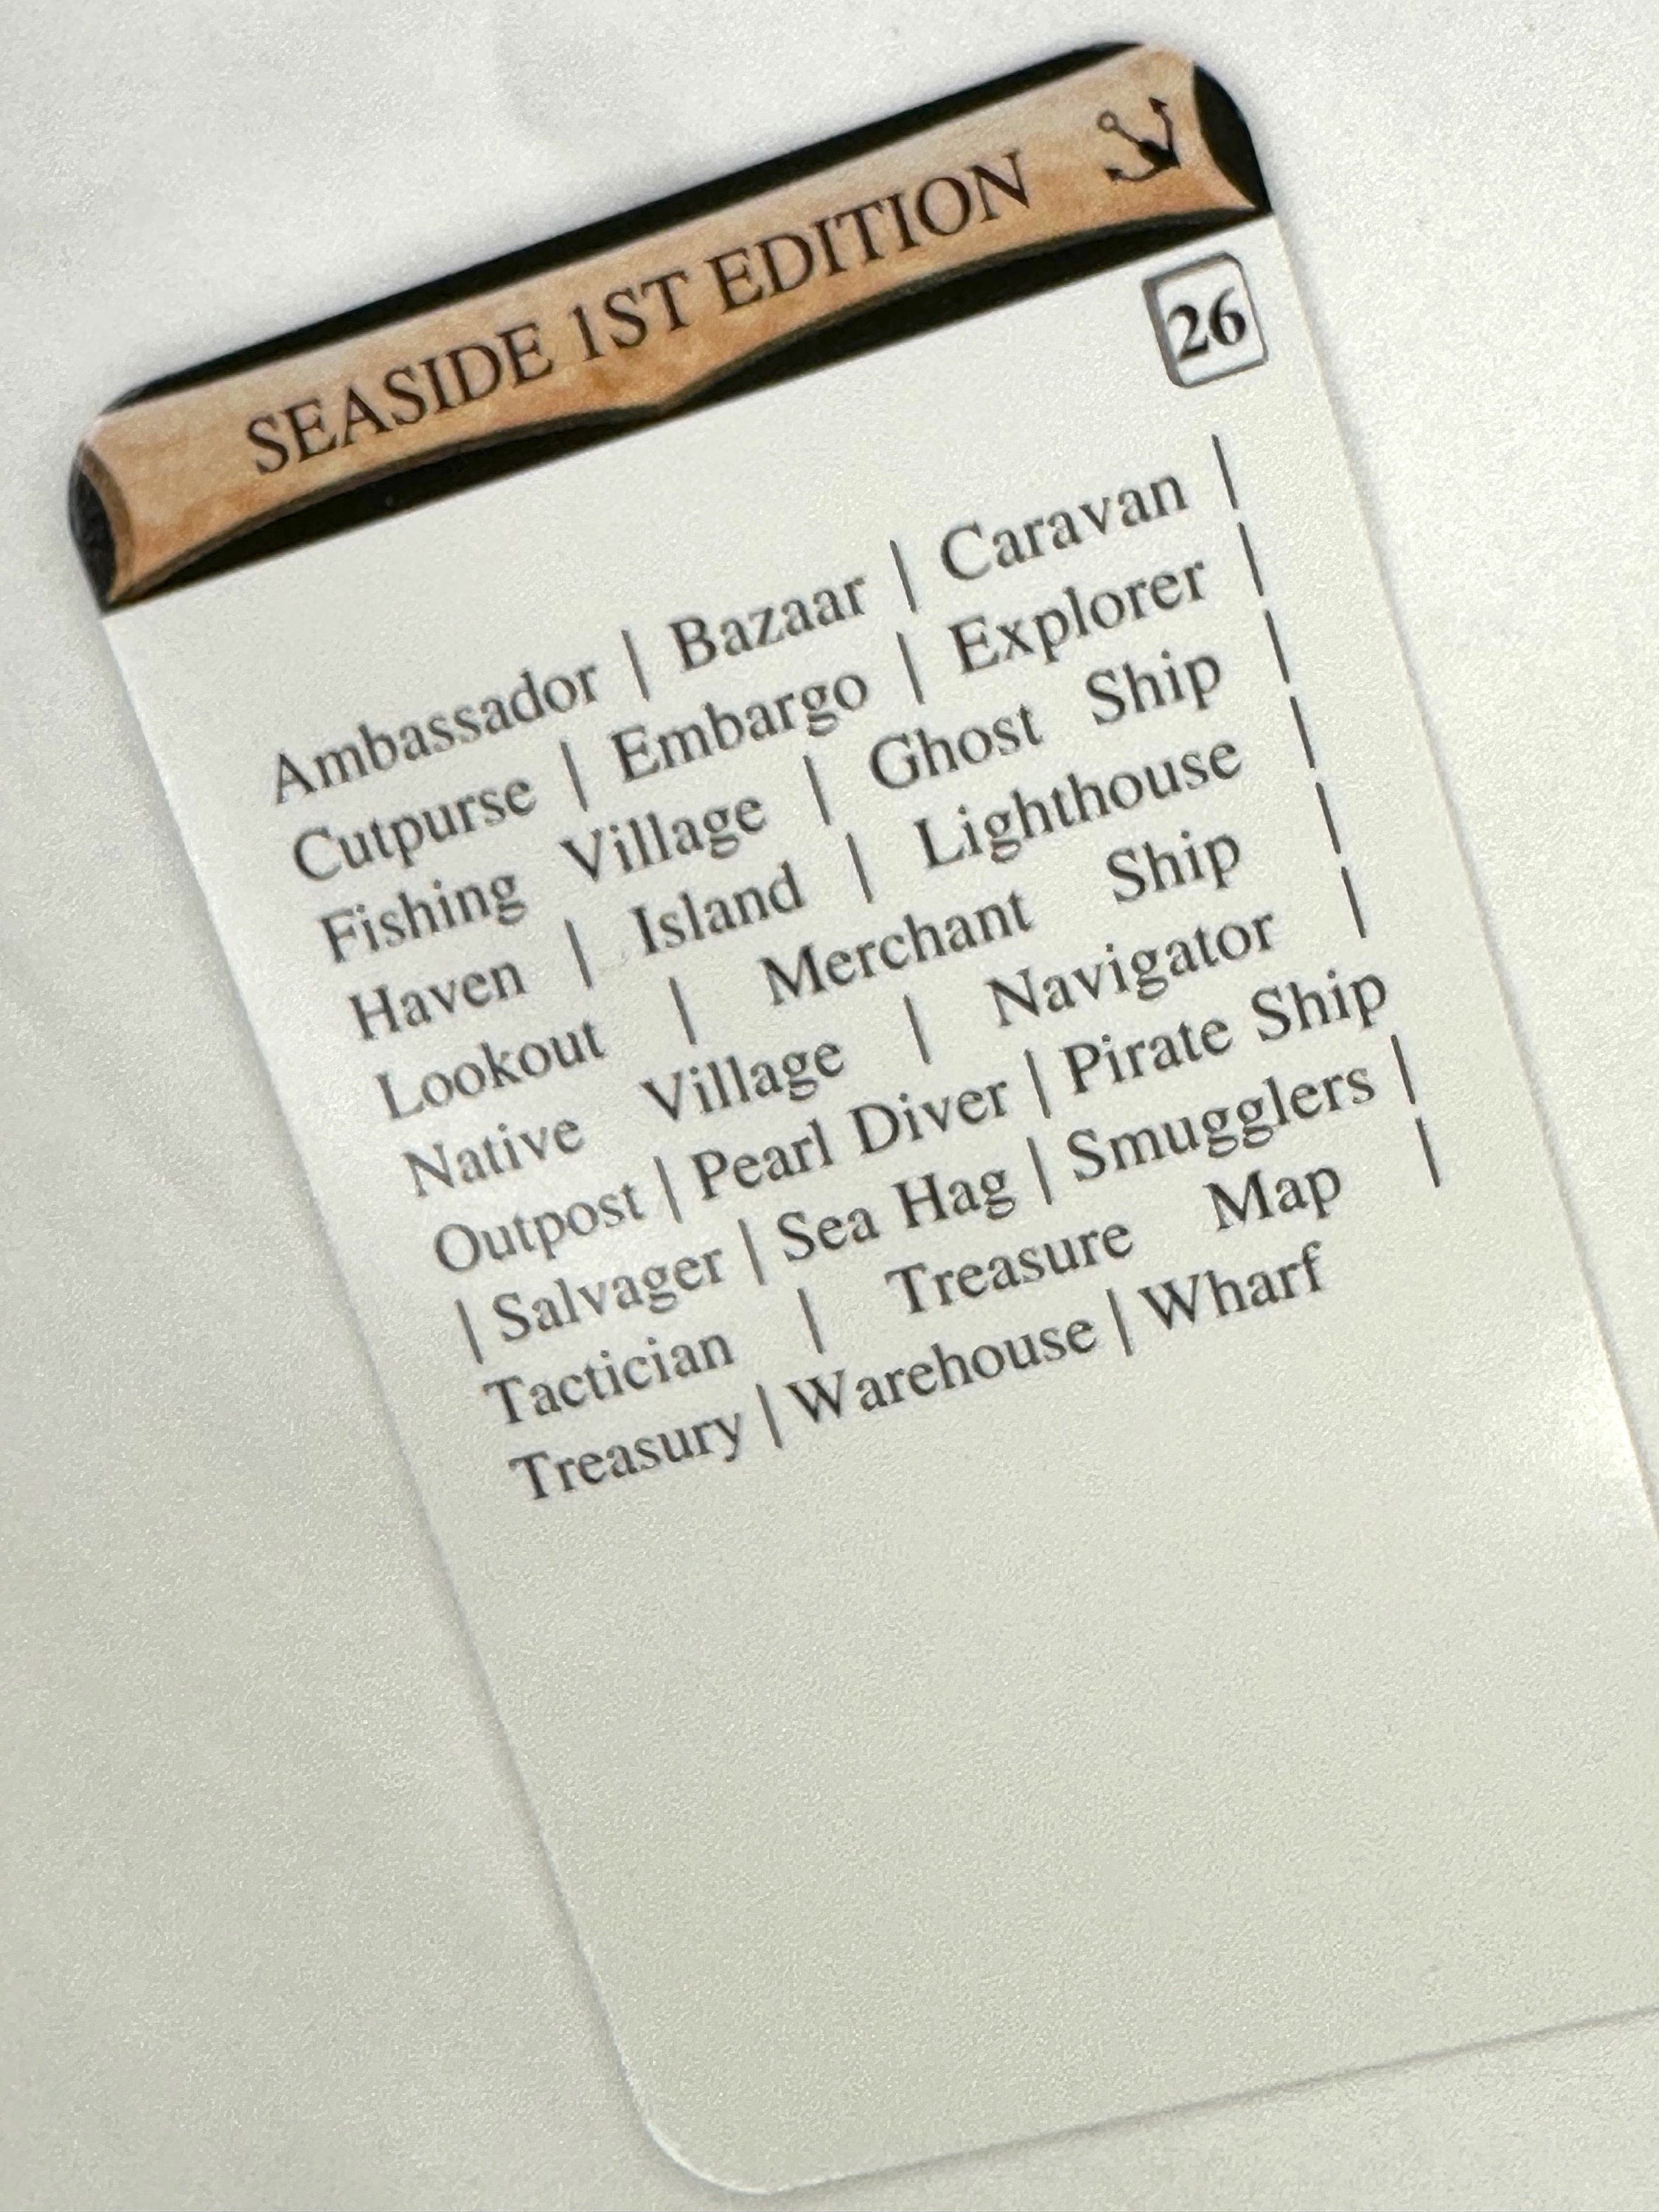 SEASIDE 1ST EDITION
26
Ambassador | Bazaar | Caravan |
Cutpurse | Embargo | Explorer |
Fishing Village | Ghost Ship |
Haven | Island | Lighthouse |
Lookout | Merchant Ship |
Native Village | Navigator |
Outpost | Pearl Diver | Pirate Ship
| Salvager | Sea Hag | Smugglers |
Tactician | Treasure Map |
Treasury | Warehouse | Wharf